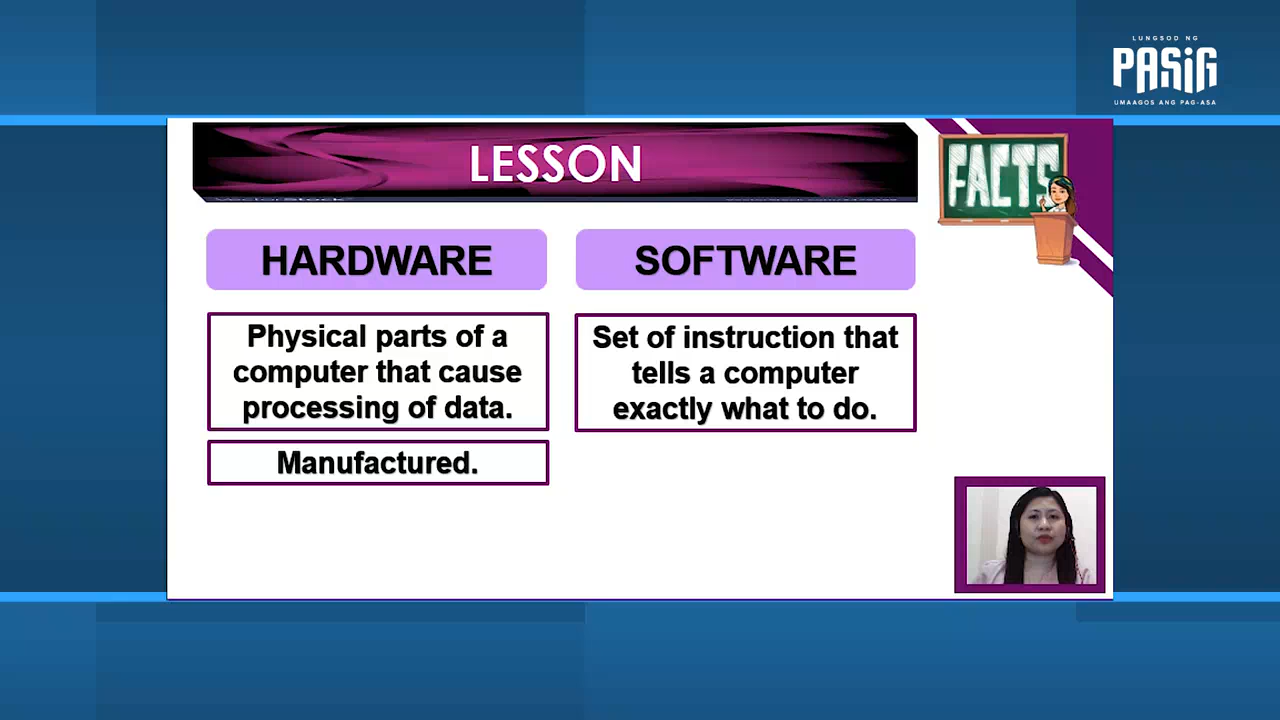 LUNGSOD NG
PASIG
UMAAGOS ANG PAG-ASA
LESSON
FACTS
HARDWARE
SOFTWARE
Physical parts of a
computer that cause
processing of data.
Set of instruction that
tells a computer
exactly what to do.
Manufactured.
VectorStock